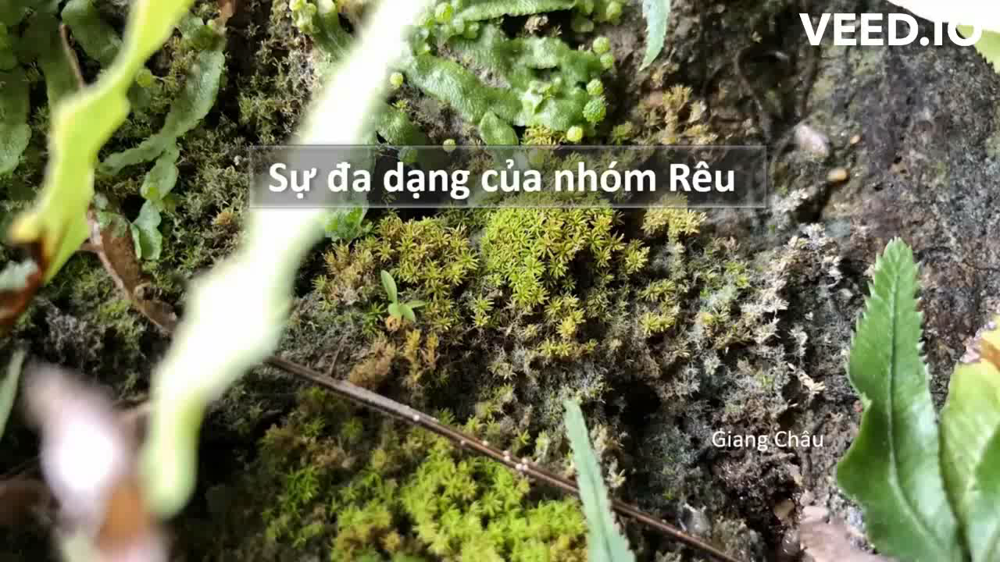 VEED.IO
Sự đa dạng của nhóm Rêu
Giang Châu